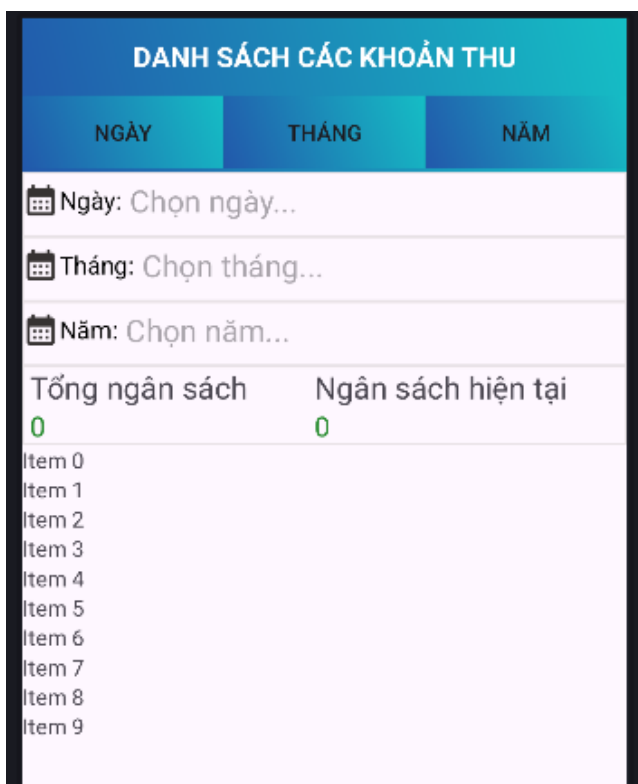 DANH SÁCH CÁC KHOẢN THU
NGÀY THÁNG NĂM
Ngày: Chọn ngày...
Tháng: Chọn tháng...
Năm: Chọn năm...
Tổng ngân sách Ngân sách hiện tại
0 0
Item 0
Item 1
Item 2
Item 3
Item 4
Item 5
Item 6
Item 7
Item 8
Item 9